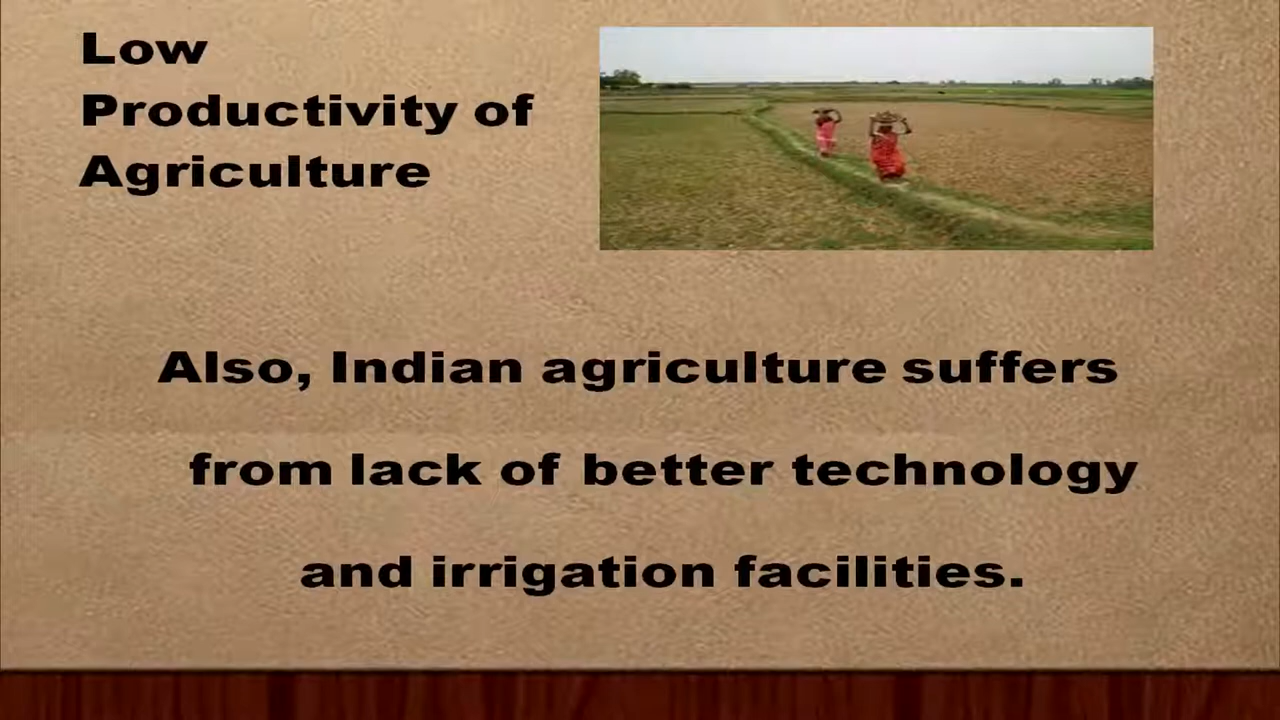 Low
Productivity of
Agriculture
Also, Indian agriculture suffers
from lack of better technology
and irrigation facilities.